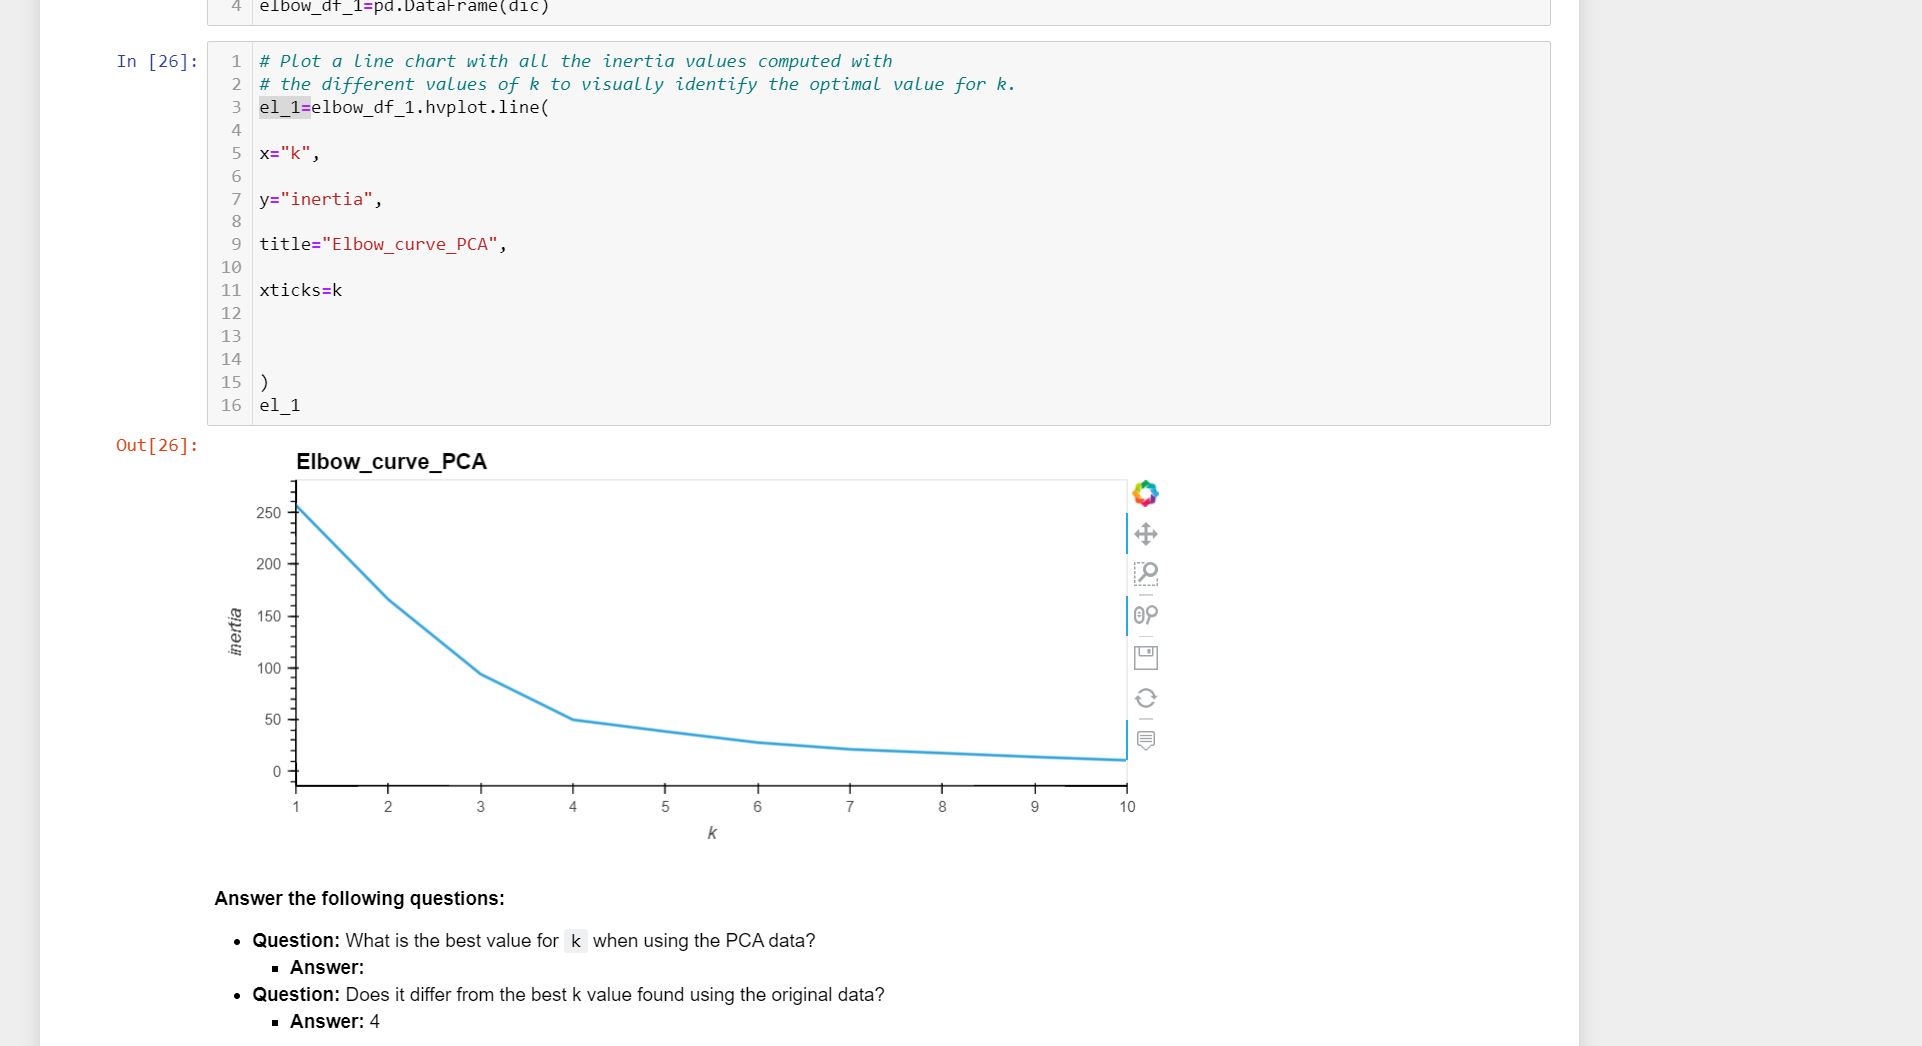 4 elbow_df_1=pd.DataFrame(dic)
In [26]:
1 # Plot a line chart with all the inertia values computed with
2 # the different values of k to visually identify the optimal value for k.
3 el_1=elbow_df_1.hvplot.line(
4
5 x="k",
6
7 y="inertia",
8
9 title="Elbow_curve_PCA",
10
11 xticks=k
12
13
14
15 )
16 el_1
Out[26]:
Elbow_curve_PCA
250
200
150
100
50
0
inertia
1 2 3 4 5 6 7 8 9 10
k
Answer the following questions:
• Question: What is the best value for k when using the PCA data?
▪ Answer:
• Question: Does it differ from the best k value found using the original data?
▪ Answer: 4